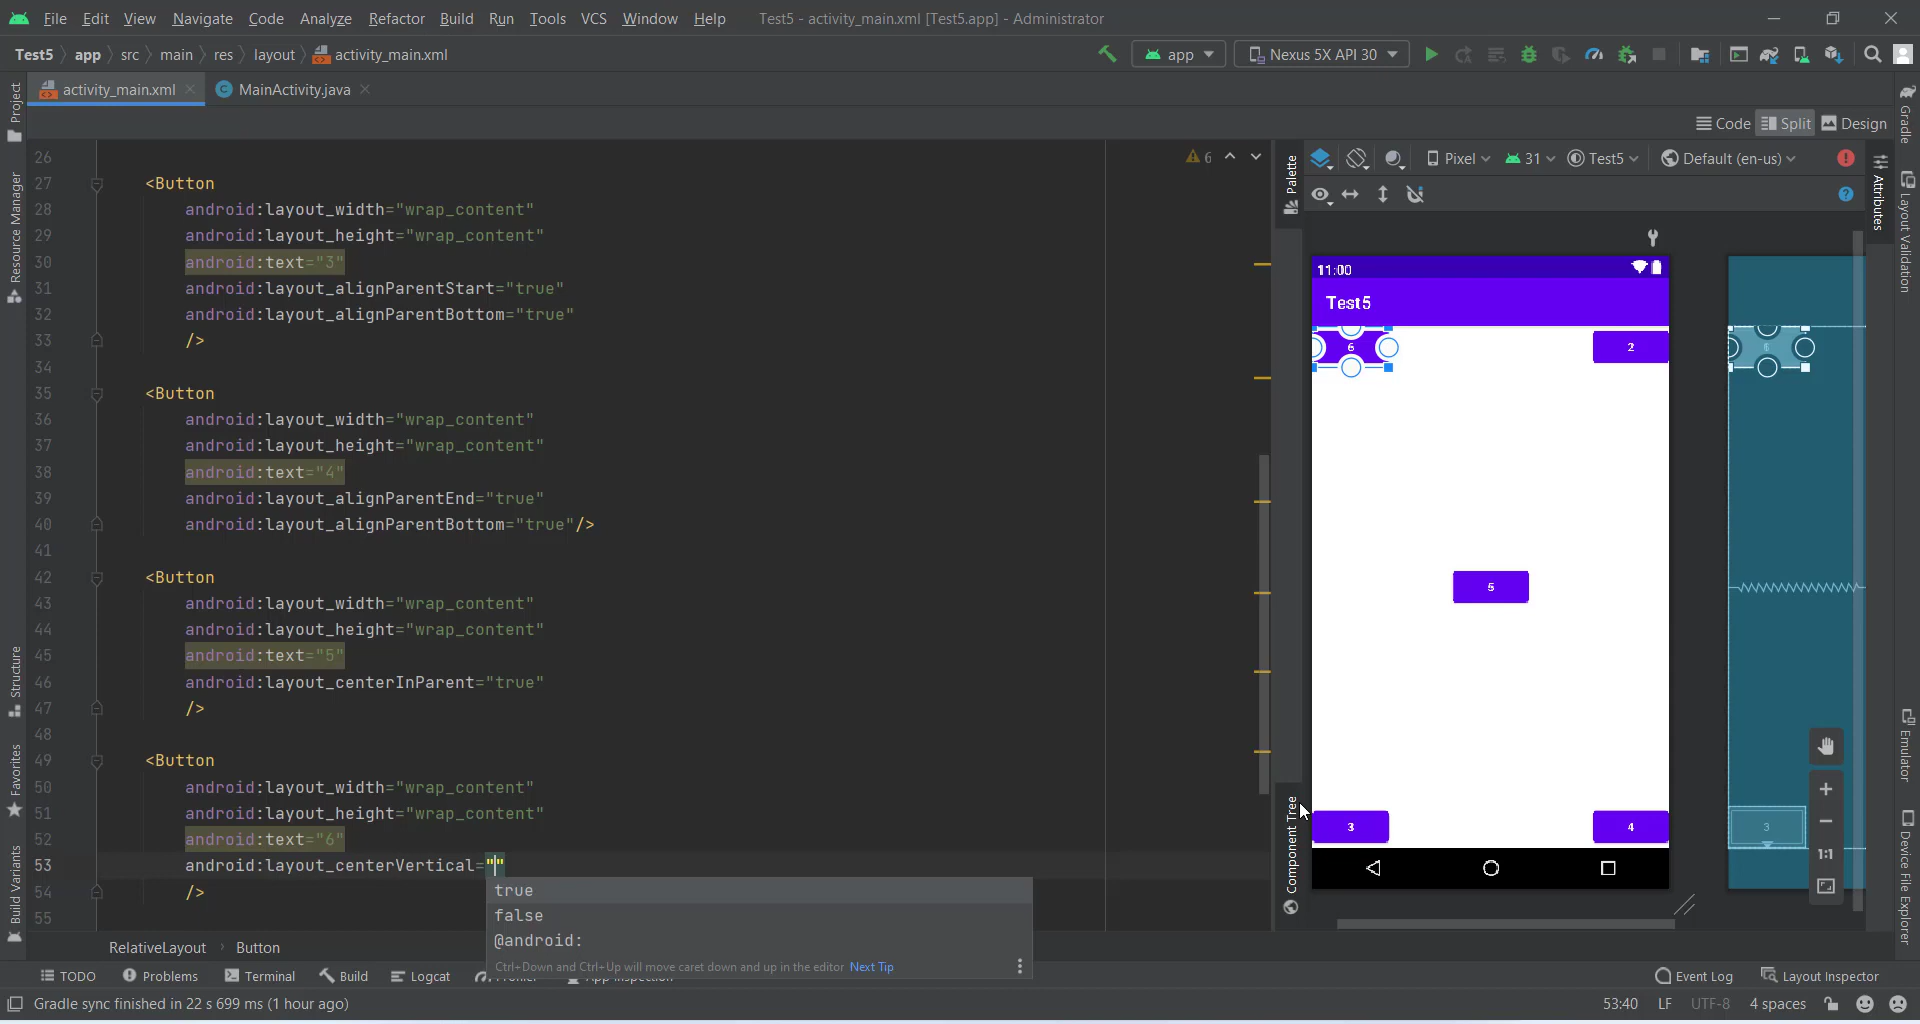 File Edit View Navigate Code Analyze Refactor Build Run Tools VCS Window Help Test5 - activity_main.xml [Test5.app] - Administrator
Test5 app src main res layout activity_main.xml app Nexus 5X API 30
activity_main.xml MainActivity.java
Code Split Design
6 Pixel 31 Test5 Default (en-us)
26
27 <Button
28 android:layout_width="wrap_content"
29 android:layout_height="wrap_content"
30 android:text="3"
31 android:layout_alignParentStart="true"
32 android:layout_alignParentBottom="true"
33 />
34
35 <Button
36 android:layout_width="wrap_content"
37 android:layout_height="wrap_content"
38 android:text="4"
39 android:layout_alignParentEnd="true"
40 android:layout_alignParentBottom="true"/>
41
42 <Button
43 android:layout_width="wrap_content"
44 android:layout_height="wrap_content"
45 android:text="5"
46 android:layout_centerInParent="true"
47 />
48
49 <Button
50 android:layout_width="wrap_content"
51 android:layout_height="wrap_content"
52 android:text="6"
53 android:layout_centerVertical=""
54 />
55
true
false
@android:
Ctrl+Down and Ctrl+Up will move caret down and up in the editor Next Tip
Project
Resource Manager
Structure
Favorites
Build Variants
Palette
Component Tree
11:00
Test5
6 2
5
3 4
6
3
1:1
Attributes
Gradle
Layout Validation
Emulator
Device File Explorer
RelativeLayout Button
TODO Problems Terminal Build Logcat Event Log Layout Inspector
Gradle sync finished in 22 s 699 ms (1 hour ago) 53:40 LF UTF-8 4 spaces